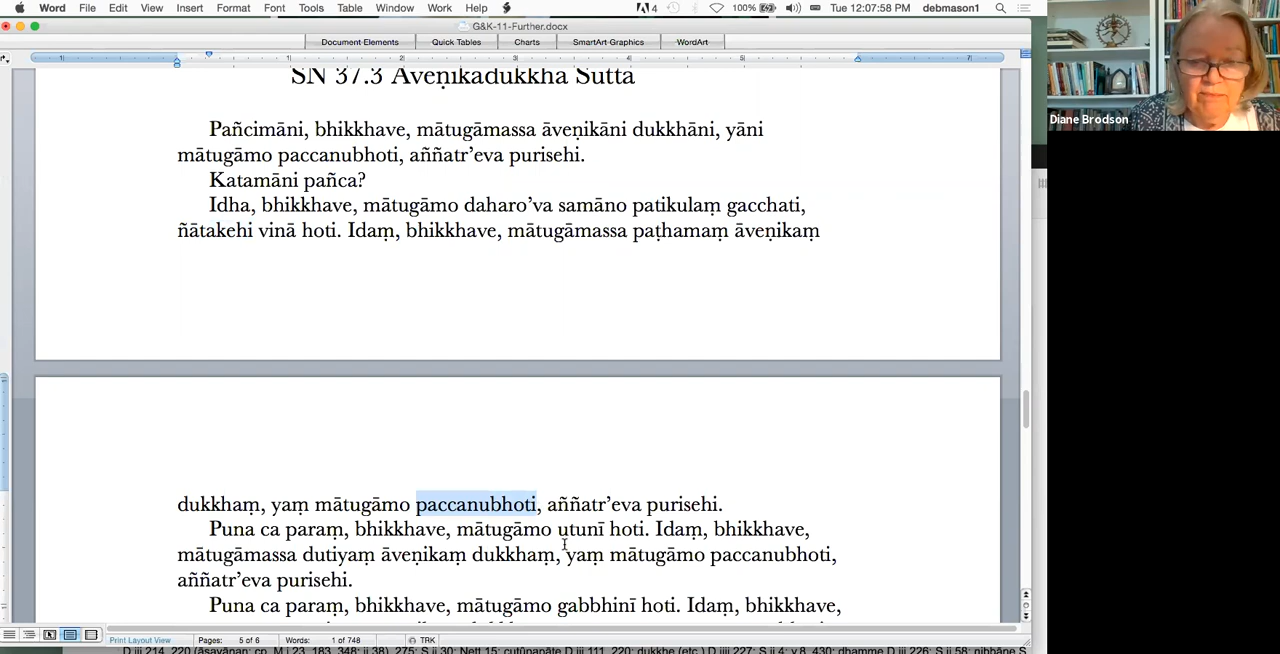 Word File Edit View Insert Format Font Tools Table Window Work Help 4 100% Tue 12:07:58 PM debmason1
G&K-11-Further.docx
Document Elements Quick Tables Charts SmartArt Graphics WordArt
SN 37.3 Āveṇikadukkha Sutta
Pañcimāni, bhikkhave, mātugāmassa āveṇikāni dukkhāni, yāni
mātugāmo paccanubhoti, aññatr’eva purisehi.
Katamāni pañca?
Idha, bhikkhave, mātugāmo daharo’va samāno patikulaṃ gacchati,
ñātakehi vinā hoti. Idaṃ, bhikkhave, mātugāmassa paṭhamaṃ āveṇikaṃ
dukkhaṃ, yaṃ mātugāmo paccanubhoti, aññatr’eva purisehi.
Puna ca paraṃ, bhikkhave, mātugāmo utunī hoti. Idaṃ, bhikkhave,
mātugāmassa dutiyaṃ āveṇikaṃ dukkhaṃ, yaṃ mātugāmo paccanubhoti,
aññatr’eva purisehi.
Puna ca paraṃ, bhikkhave, mātugāmo gabbhinī hoti. Idaṃ, bhikkhave,
Print Layout View Pages: 5 of 6 Words: 1 of 748 TRK
Diane Brodson